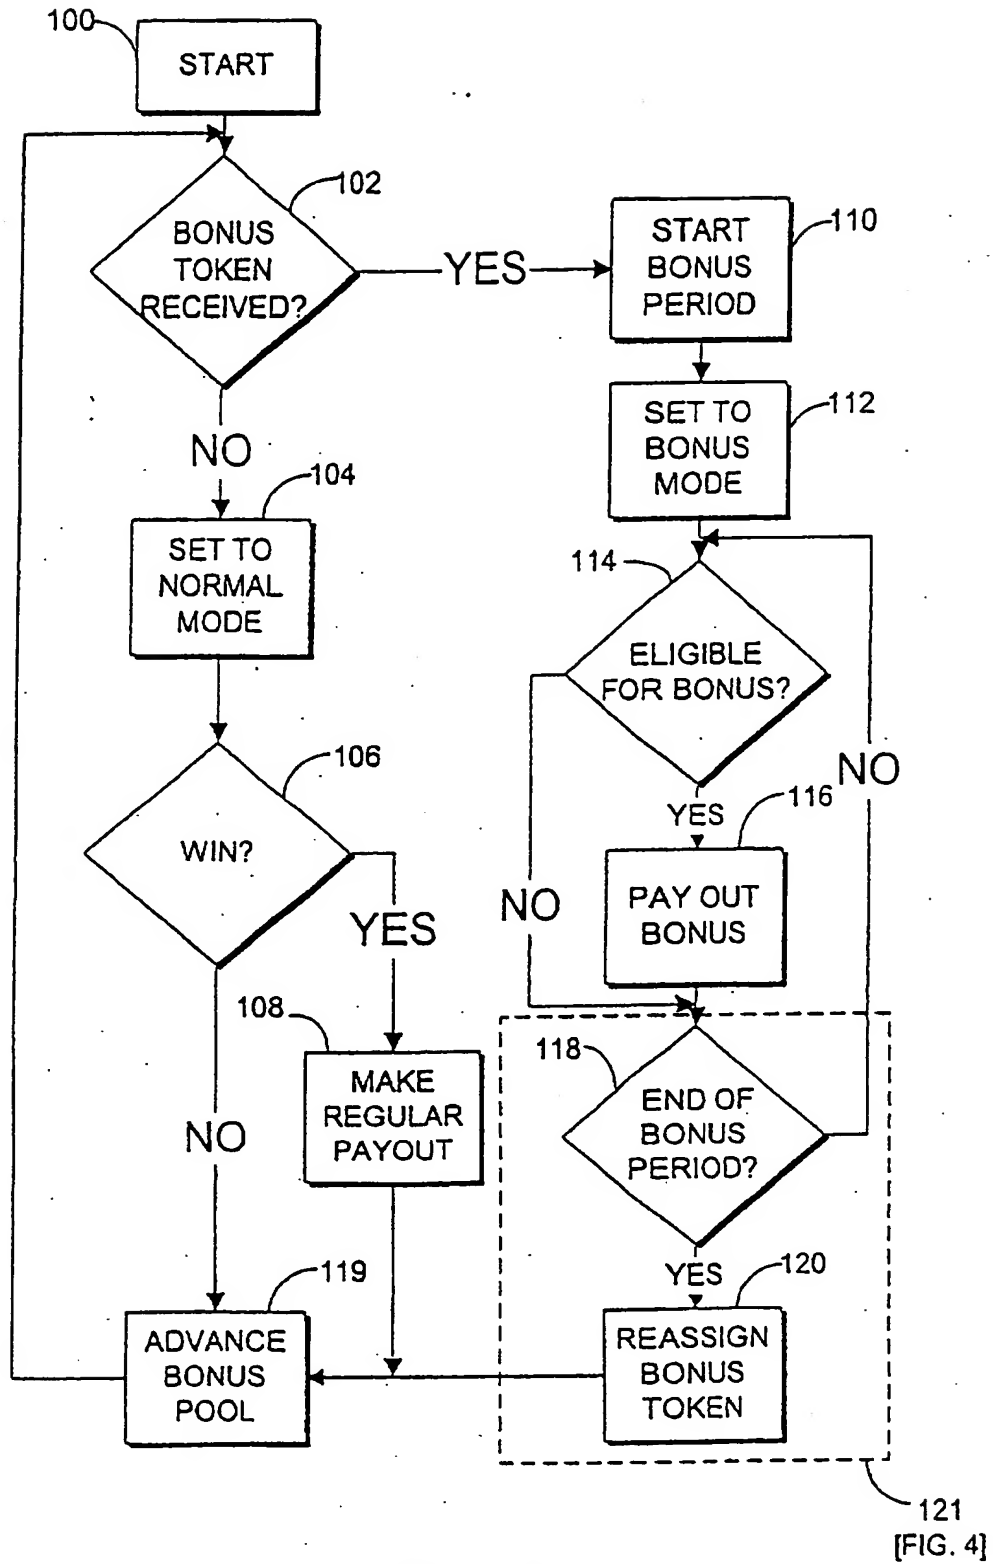 100
START
102
BONUS
TOKEN
RECEIVED?
YES
110
START
BONUS
PERIOD
112
SET TO
BONUS
MODE
NO
104
SET TO
NORMAL
MODE
114
ELIGIBLE
FOR BONUS?
NO
106
WIN?
YES
116
YES
PAY OUT
BONUS
NO
108
MAKE
REGULAR
PAYOUT
NO
118
END OF
BONUS
PERIOD?
YES
120
REASSIGN
BONUS
TOKEN
119
ADVANCE
BONUS
POOL
121
[FIG. 4]